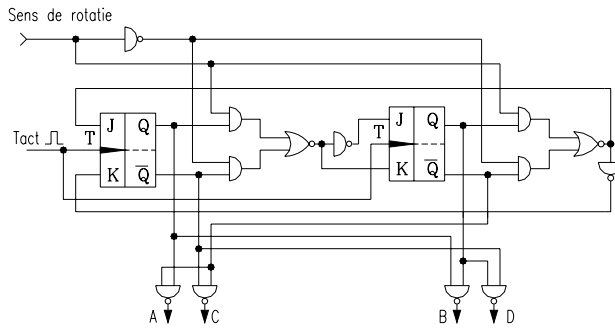 Sens de rotatie
J Q
T
K Q̅
Tact
J Q
T
K Q̅
A C B D